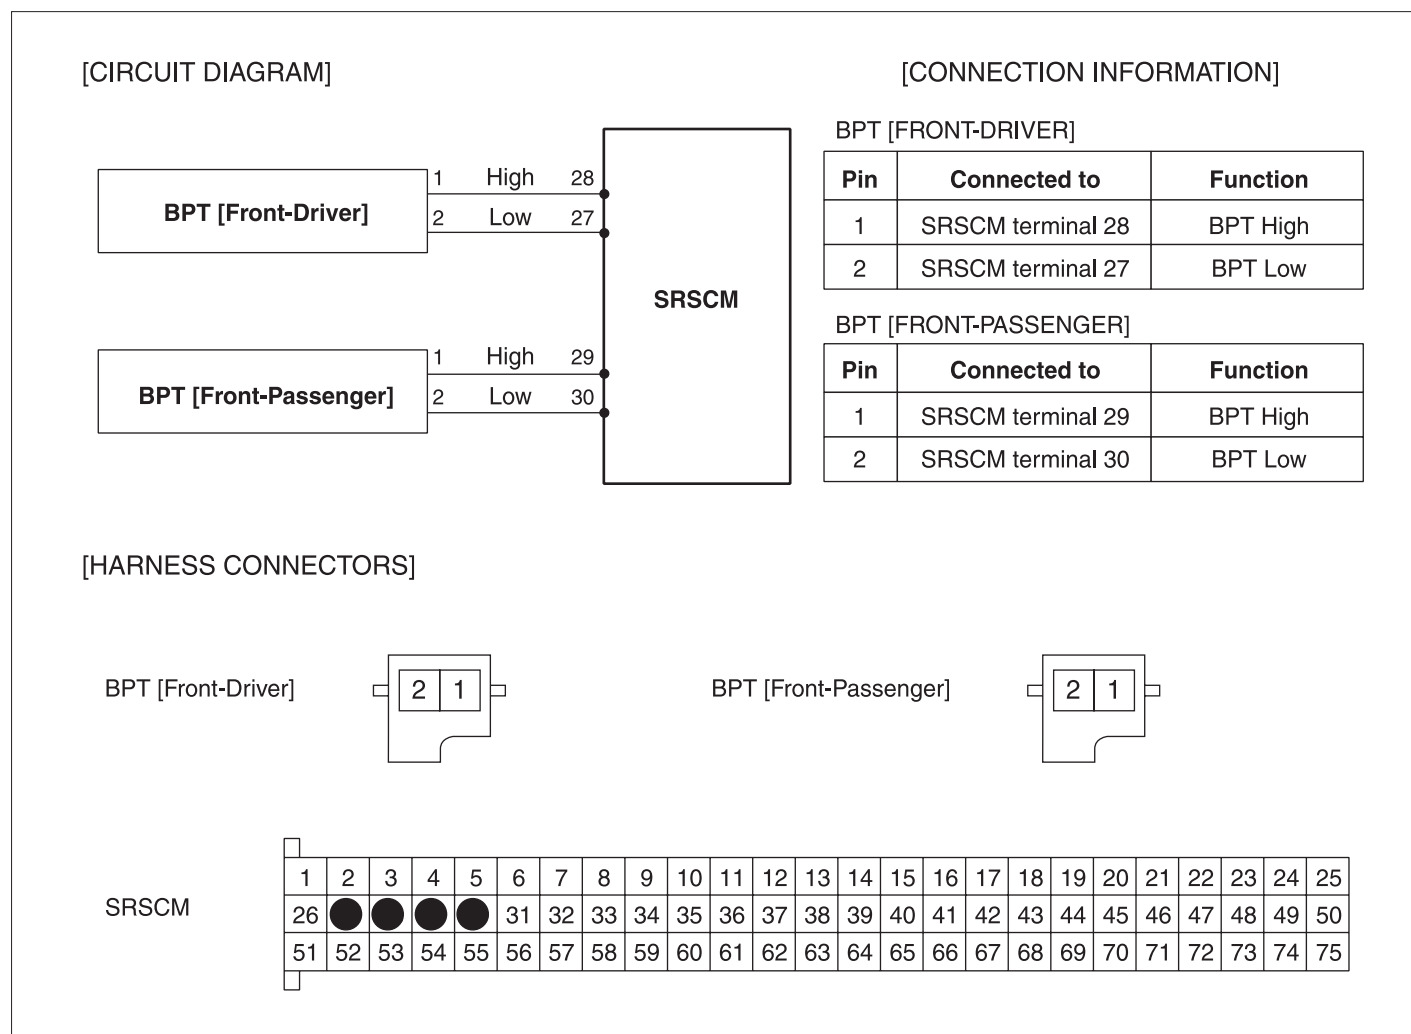 [CIRCUIT DIAGRAM]
BPT [Front-Driver]
1 High 28
2 Low 27
SRSCM
BPT [Front-Passenger]
1 High 29
2 Low 30
[CONNECTION INFORMATION]
BPT [FRONT-DRIVER]
Pin Connected to Function
1 SRSCM terminal 28 BPT High
2 SRSCM terminal 27 BPT Low
BPT [FRONT-PASSENGER]
Pin Connected to Function
1 SRSCM terminal 29 BPT High
2 SRSCM terminal 30 BPT Low
[HARNESS CONNECTORS]
BPT [Front-Driver] 2 1
BPT [Front-Passenger] 2 1
SRSCM
1 2 3 4 5 6 7 8 9 10 11 12 13 14 15 16 17 18 19 20 21 22 23 24 25
26 31 32 33 34 35 36 37 38 39 40 41 42 43 44 45 46 47 48 49 50
51 52 53 54 55 56 57 58 59 60 61 62 63 64 65 66 67 68 69 70 71 72 73 74 75